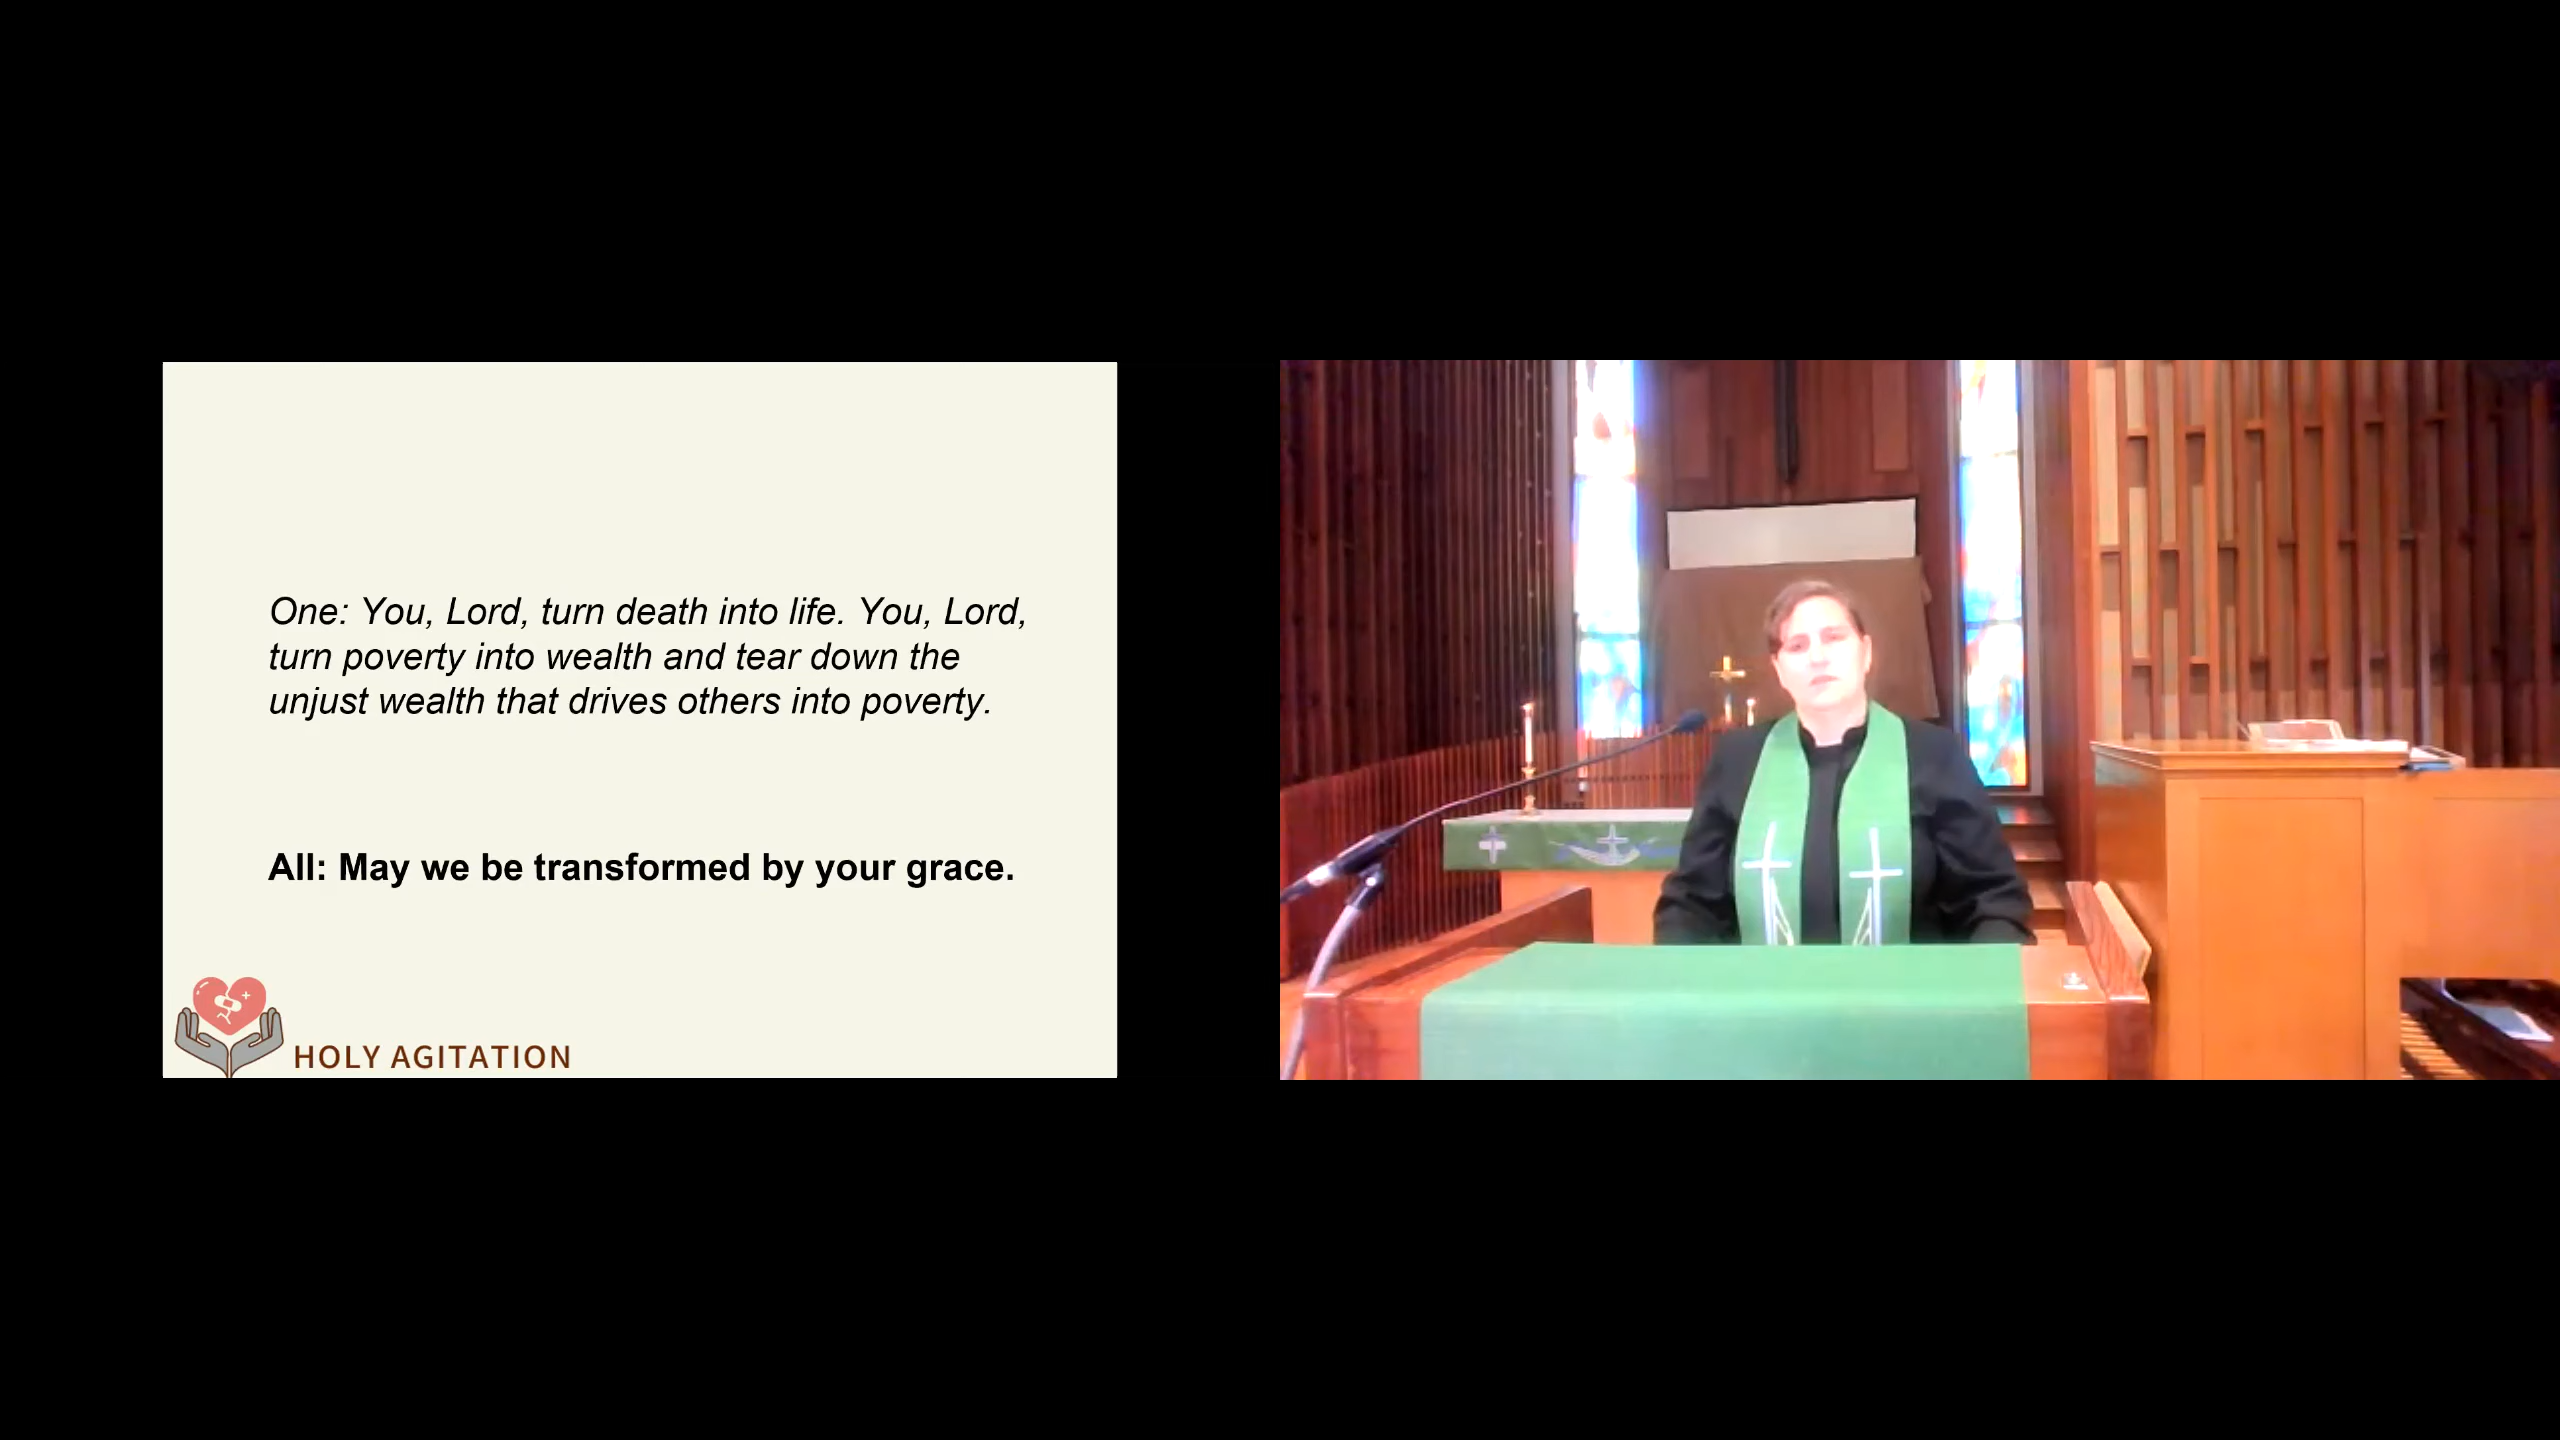 One: You, Lord, turn death into life. You, Lord,
turn poverty into wealth and tear down the
unjust wealth that drives others into poverty.
All: May we be transformed by your grace.
HOLY AGITATION